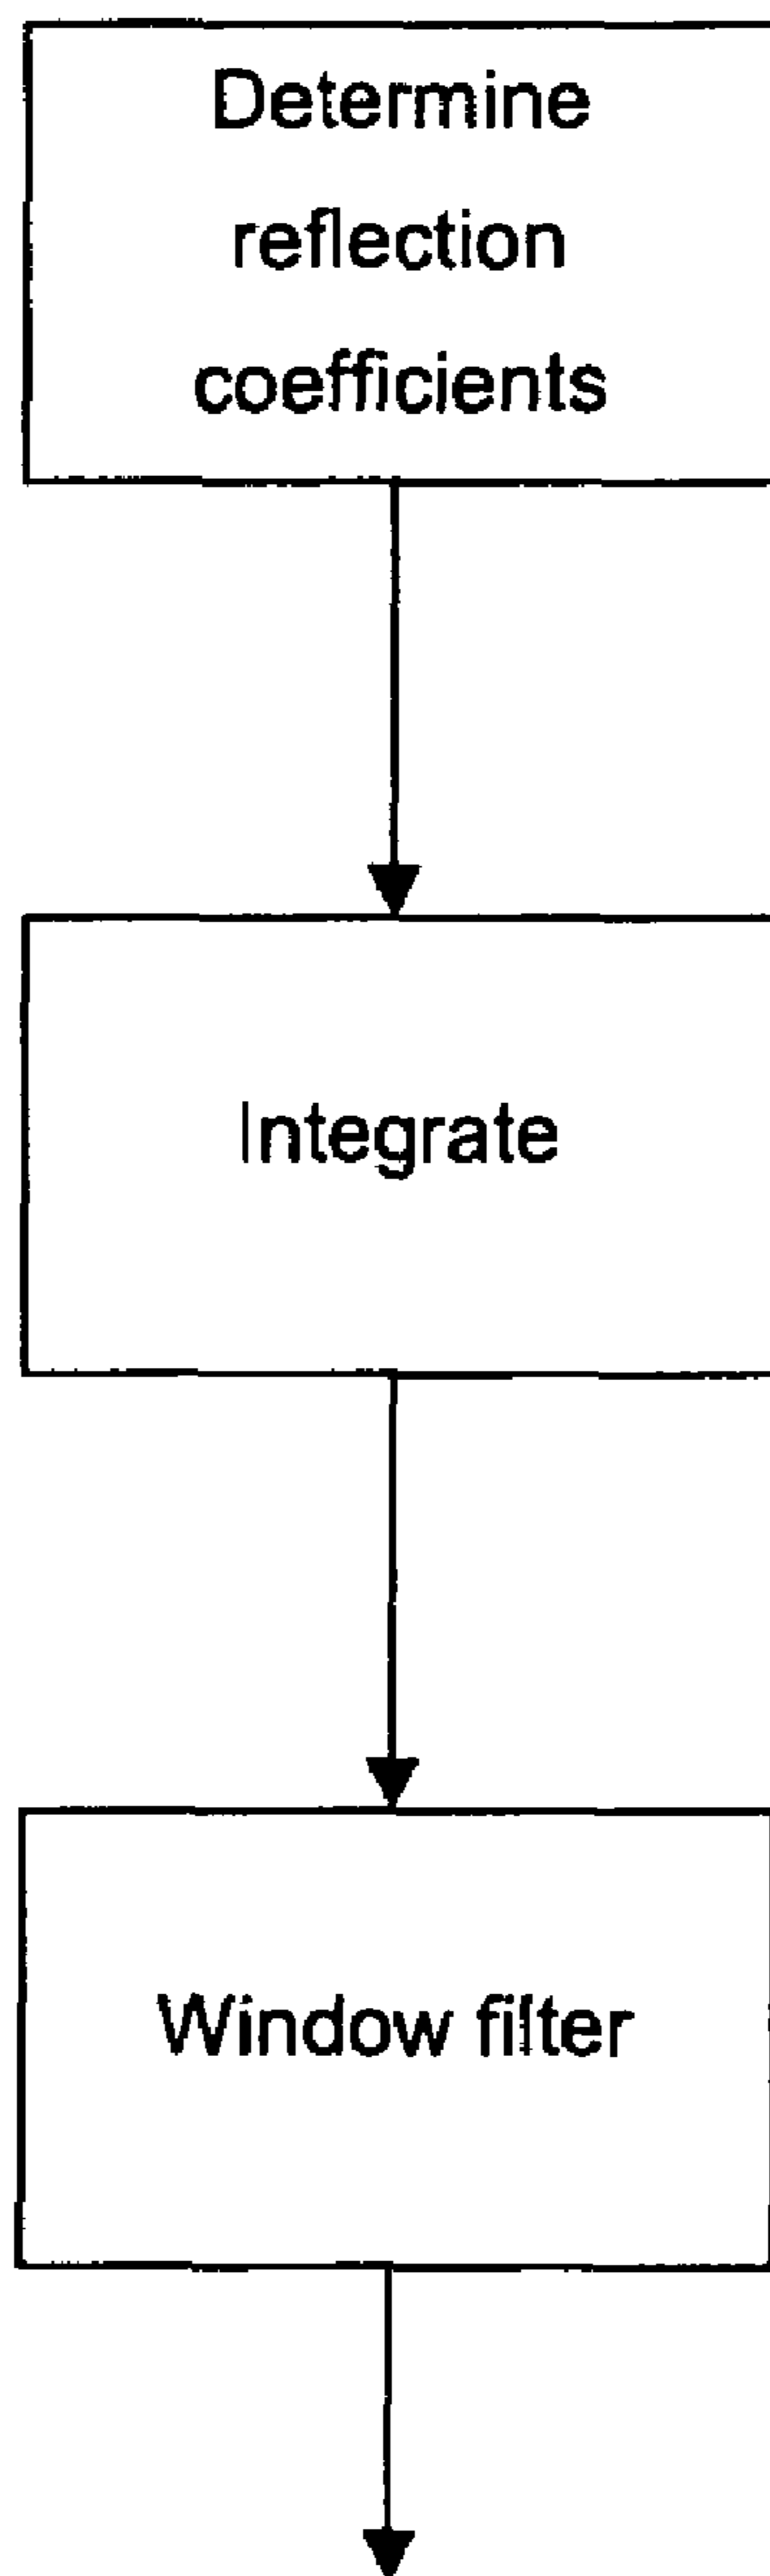 Determine
reflection
coefficients
Integrate
Window filter